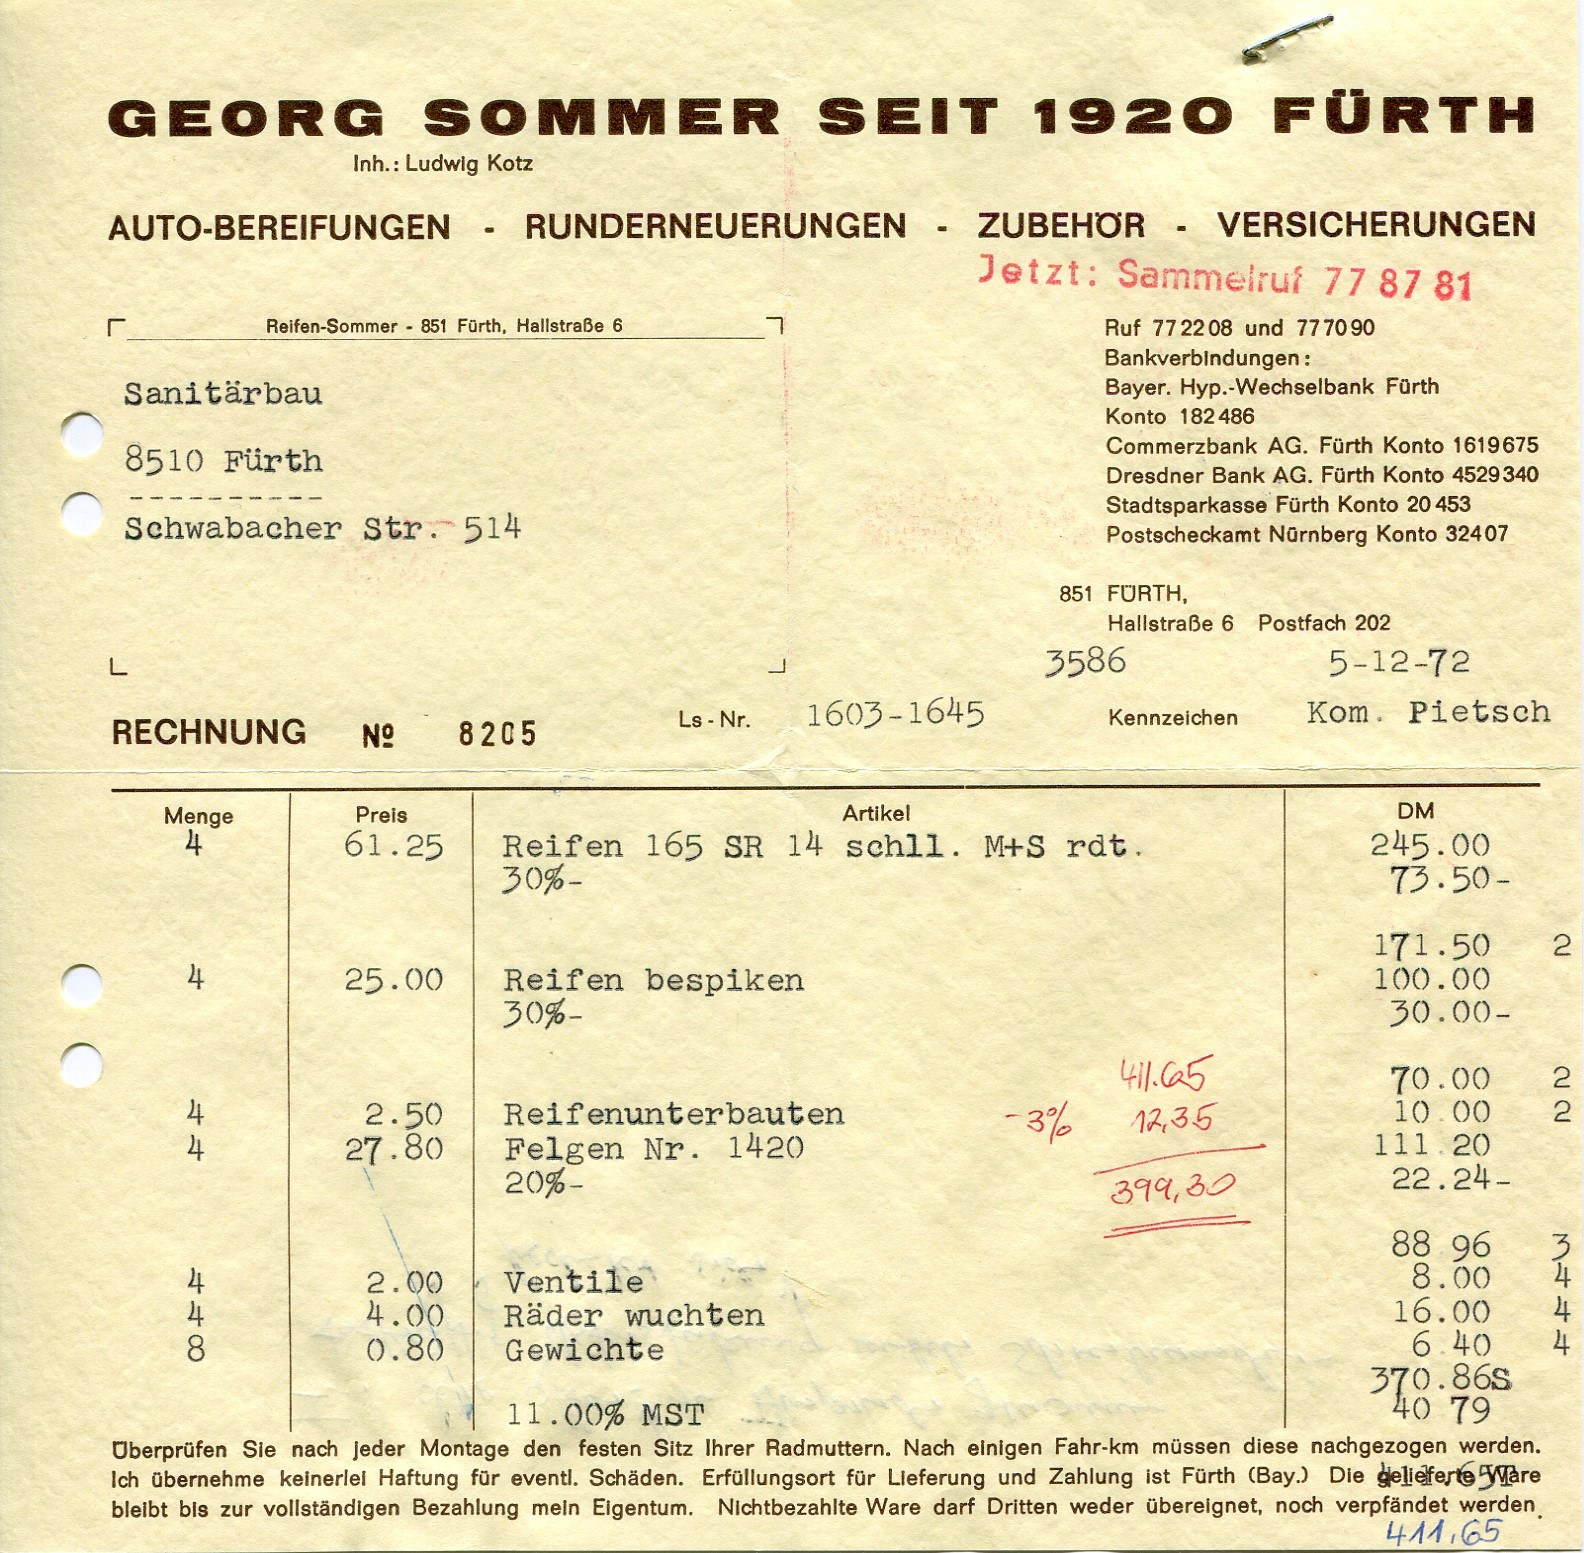 GEORG SOMMER SEIT 1920 FÜRTH
Inh.: Ludwig Kotz
AUTO-BEREIFUNGEN - RUNDERNEUERUNGEN - ZUBEHÖR - VERSICHERUNGEN
Jetzt: Sammelruf 77 87 81
Reifen-Sommer - 851 Fürth, Hallstraße 6
Sanitärbau
8510 Fürth
----------
Schwabacher Str. 514
Ruf 77 22 08 und 77 70 90
Bankverbindungen:
Bayer. Hyp.-Wechselbank Fürth
Konto 182 486
Commerzbank AG. Fürth Konto 1619 675
Dresdner Bank AG. Fürth Konto 4529 340
Stadtsparkasse Fürth Konto 20 453
Postscheckamt Nürnberg Konto 324 07
851 FÜRTH,
Hallstraße 6 Postfach 202
3586 5-12-72
RECHNUNG Nº 8205 Ls-Nr. 1603-1645 Kennzeichen Kom. Pietsch
Menge Preis Artikel DM
4 61.25 Reifen 165 SR 14 schll. M+S rdt. 245.00
30%- 73.50-
171.50 2
4 25.00 Reifen bespiken 100.00
30%- 30.00-
411.65
70.00 2
4 2.50 Reifenunterbauten -3% 12,35 10 00 2
4 27.80 Felgen Nr. 1420 111 20
20%- 399,30 22.24-
88 96 3
4 2.00 Ventile 8.00 4
4 4.00 Räder wuchten 16.00 4
8 0.80 Gewichte 6 40 4
370.86S
11.00% MST 40 79
Überprüfen Sie nach jeder Montage den festen Sitz Ihrer Radmuttern. Nach einigen Fahr-km müssen diese nachgezogen werden.
Ich übernehme keinerlei Haftung für eventl. Schäden. Erfüllungsort für Lieferung und Zahlung ist Fürth (Bay.) Die gelieferte Ware
411.65T
bleibt bis zur vollständigen Bezahlung mein Eigentum. Nichtbezahlte Ware darf Dritten weder übereignet, noch verpfändet werden.
411,65